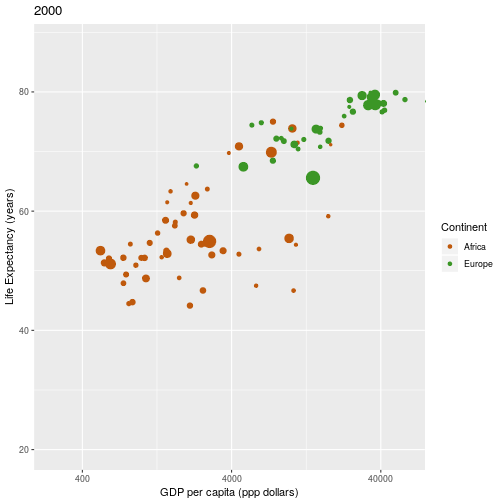 2000
80
60
40
20
Life Expectancy (years)
400
4000
40000
GDP per capita (ppp dollars)
Continent
Africa
Europe